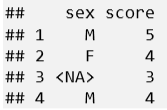 ##    sex score
## 1    M     5
## 2    F     4
## 3 <NA>     3
## 4    M     4